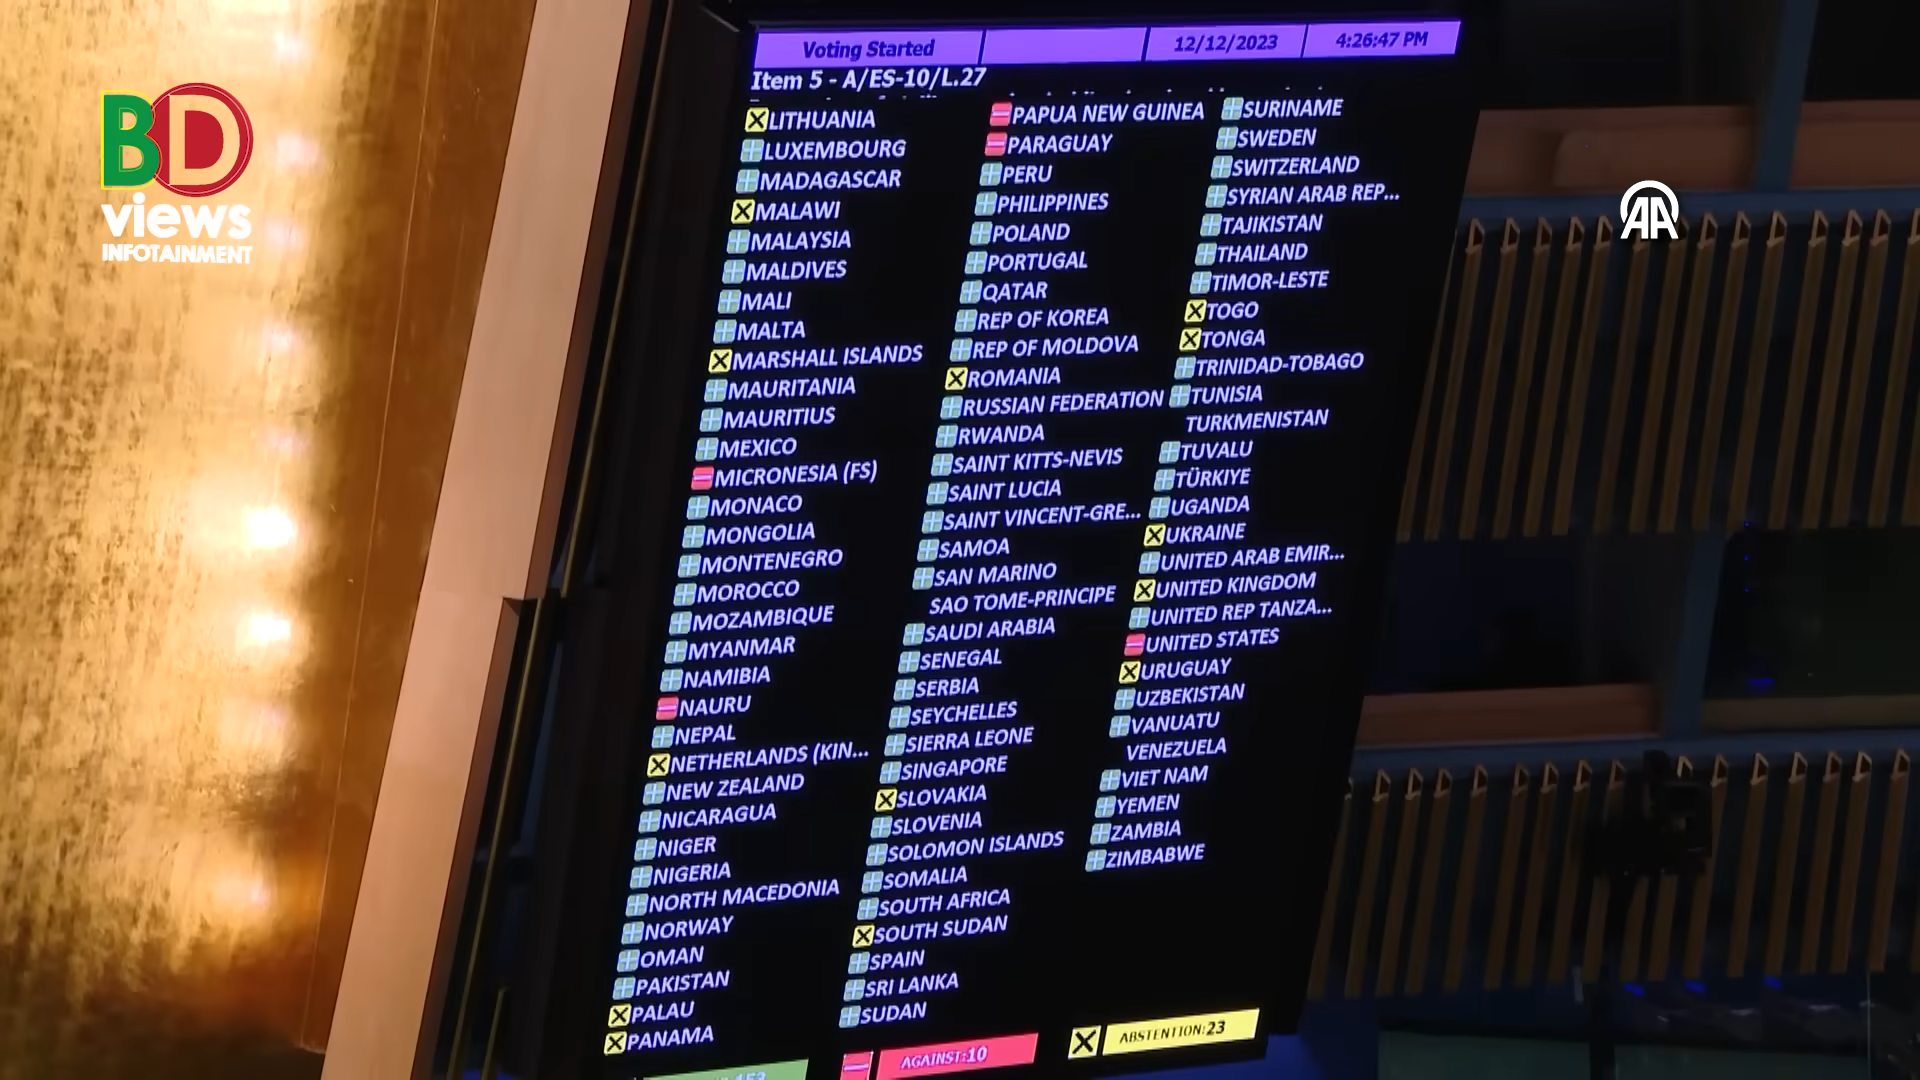 BD
views
INFOTAINMENT
AA
Voting Started 12/12/2023 4:26:47 PM
Item 5 - A/ES-10/L.27
LITHUANIA
LUXEMBOURG
MADAGASCAR
MALAWI
MALAYSIA
MALDIVES
MALI
MALTA
MARSHALL ISLANDS
MAURITANIA
MAURITIUS
MEXICO
MICRONESIA (FS)
MONACO
MONGOLIA
MONTENEGRO
MOROCCO
MOZAMBIQUE
MYANMAR
NAMIBIA
NAURU
NEPAL
NETHERLANDS (KIN...
NEW ZEALAND
NICARAGUA
NIGER
NIGERIA
NORTH MACEDONIA
NORWAY
OMAN
PAKISTAN
PALAU
PANAMA
PAPUA NEW GUINEA
PARAGUAY
PERU
PHILIPPINES
POLAND
PORTUGAL
QATAR
REP OF KOREA
REP OF MOLDOVA
ROMANIA
RUSSIAN FEDERATION
RWANDA
SAINT KITTS-NEVIS
SAINT LUCIA
SAINT VINCENT-GRE...
SAMOA
SAN MARINO
SAO TOME-PRINCIPE
SAUDI ARABIA
SENEGAL
SERBIA
SEYCHELLES
SIERRA LEONE
SINGAPORE
SLOVAKIA
SLOVENIA
SOLOMON ISLANDS
SOMALIA
SOUTH AFRICA
SOUTH SUDAN
SPAIN
SRI LANKA
SUDAN
SURINAME
SWEDEN
SWITZERLAND
SYRIAN ARAB REP...
TAJIKISTAN
THAILAND
TIMOR-LESTE
TOGO
TONGA
TRINIDAD-TOBAGO
TUNISIA
TURKMENISTAN
TUVALU
TÜRKIYE
UGANDA
UKRAINE
UNITED ARAB EMIR...
UNITED KINGDOM
UNITED REP TANZA...
UNITED STATES
URUGUAY
UZBEKISTAN
VANUATU
VENEZUELA
VIET NAM
YEMEN
ZAMBIA
ZIMBABWE
AGAINST:10
ABSTENTION:23